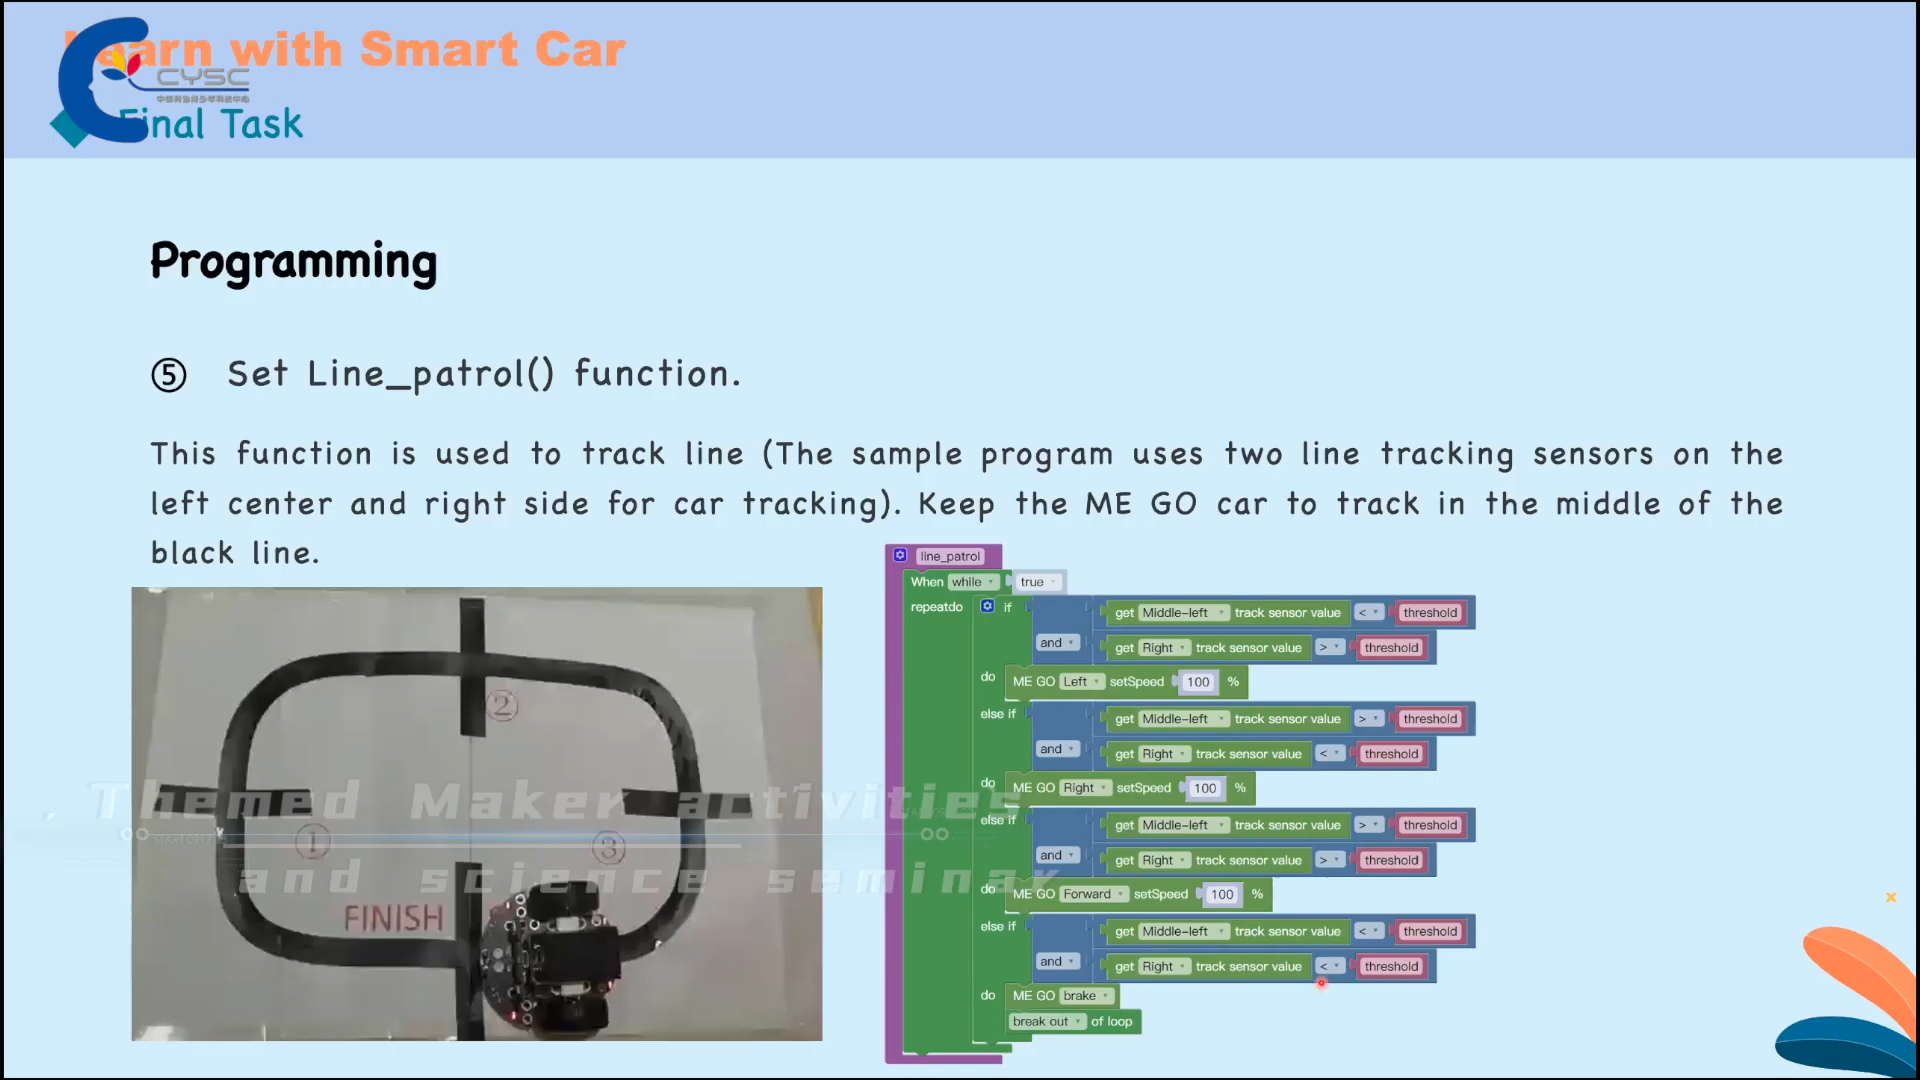 Learn with Smart Car
CYSC
Final Task
Programming
⑤ Set Line_patrol() function.
This function is used to track line (The sample program uses two line tracking sensors on the
left center and right side for car tracking). Keep the ME GO car to track in the middle of the
black line.
line_patrol
When while true
repeatdo if get Middle-left track sensor value < threshold
and get Right track sensor value > threshold
do ME GO Left setSpeed 100 %
else if get Middle-left track sensor value > threshold
and get Right track sensor value < threshold
do ME GO Right setSpeed 100 %
else if get Middle-left track sensor value > threshold
and get Right track sensor value > threshold
do ME GO Forward setSpeed 100 %
else if get Middle-left track sensor value < threshold
and get Right track sensor value < threshold
do ME GO brake
break out of loop
②
① ③
FINISH
Themed Maker activities
and science seminar